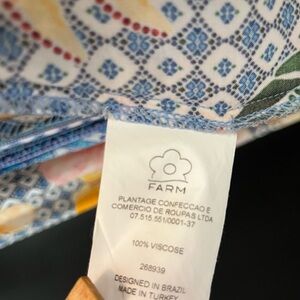 FARM
PLANTAGE CONFECCAO E
COMERCIO DE ROUPAS LTDA
07.515.551/0001-37
100% VISCOSE
268939
DESIGNED IN BRAZIL
MADE IN TURKEY